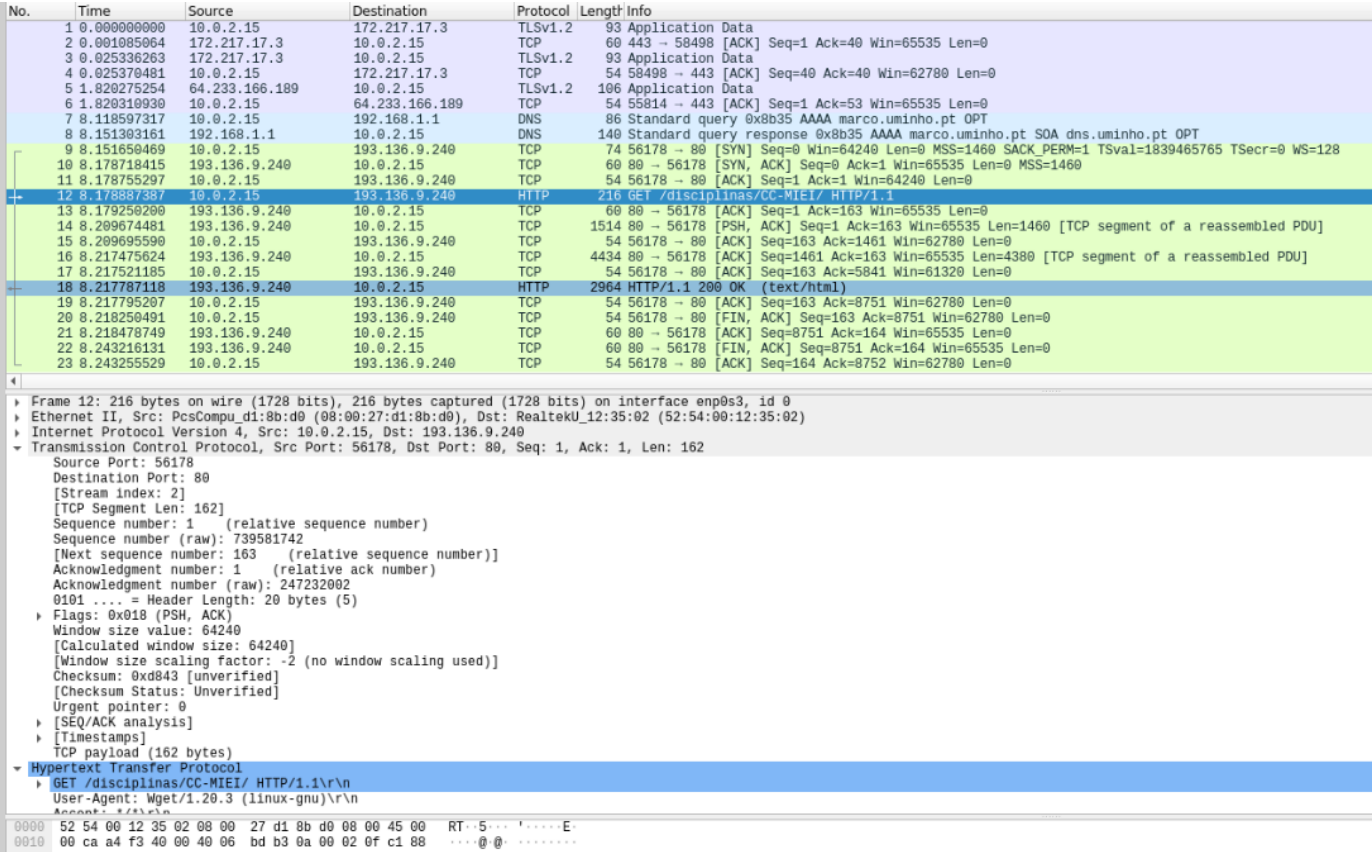 No. Time Source Destination Protocol Length Info
1 0.000000000 10.0.2.15 172.217.17.3 TLSv1.2 93 Application Data
2 0.001085064 172.217.17.3 10.0.2.15 TCP 60 443 → 58498 [ACK] Seq=1 Ack=40 Win=65535 Len=0
3 0.025336263 172.217.17.3 10.0.2.15 TLSv1.2 93 Application Data
4 0.025370481 10.0.2.15 172.217.17.3 TCP 54 58498 → 443 [ACK] Seq=40 Ack=40 Win=62780 Len=0
5 1.820275254 64.233.166.189 10.0.2.15 TLSv1.2 106 Application Data
6 1.820310930 10.0.2.15 64.233.166.189 TCP 54 55814 → 443 [ACK] Seq=1 Ack=53 Win=65535 Len=0
7 8.118597317 10.0.2.15 192.168.1.1 DNS 86 Standard query 0x8b35 AAAA marco.uminho.pt OPT
8 8.151303161 192.168.1.1 10.0.2.15 DNS 140 Standard query response 0x8b35 AAAA marco.uminho.pt SOA dns.uminho.pt OPT
9 8.151650469 10.0.2.15 193.136.9.240 TCP 74 56178 → 80 [SYN] Seq=0 Win=64240 Len=0 MSS=1460 SACK_PERM=1 TSval=1839465765 TSecr=0 WS=128
10 8.178718415 193.136.9.240 10.0.2.15 TCP 60 80 → 56178 [SYN, ACK] Seq=0 Ack=1 Win=65535 Len=0 MSS=1460
11 8.178755297 10.0.2.15 193.136.9.240 TCP 54 56178 → 80 [ACK] Seq=1 Ack=1 Win=64240 Len=0
12 8.178887387 10.0.2.15 193.136.9.240 HTTP 216 GET /disciplinas/CC-MIEI/ HTTP/1.1
13 8.179250200 193.136.9.240 10.0.2.15 TCP 60 80 → 56178 [ACK] Seq=1 Ack=163 Win=65535 Len=0
14 8.209674481 193.136.9.240 10.0.2.15 TCP 1514 80 → 56178 [PSH, ACK] Seq=1 Ack=163 Win=65535 Len=1460 [TCP segment of a reassembled PDU]
15 8.209695590 10.0.2.15 193.136.9.240 TCP 54 56178 → 80 [ACK] Seq=163 Ack=1461 Win=62780 Len=0
16 8.217475624 193.136.9.240 10.0.2.15 TCP 4434 80 → 56178 [ACK] Seq=1461 Ack=163 Win=65535 Len=4380 [TCP segment of a reassembled PDU]
17 8.217521185 10.0.2.15 193.136.9.240 TCP 54 56178 → 80 [ACK] Seq=163 Ack=5841 Win=61320 Len=0
18 8.217787118 193.136.9.240 10.0.2.15 HTTP 2964 HTTP/1.1 200 OK (text/html)
19 8.217795207 10.0.2.15 193.136.9.240 TCP 54 56178 → 80 [ACK] Seq=163 Ack=8751 Win=62780 Len=0
20 8.218250491 10.0.2.15 193.136.9.240 TCP 54 56178 → 80 [FIN, ACK] Seq=163 Ack=8751 Win=62780 Len=0
21 8.218478749 193.136.9.240 10.0.2.15 TCP 60 80 → 56178 [ACK] Seq=8751 Ack=164 Win=65535 Len=0
22 8.243216131 193.136.9.240 10.0.2.15 TCP 60 80 → 56178 [FIN, ACK] Seq=8751 Ack=164 Win=65535 Len=0
23 8.243255529 10.0.2.15 193.136.9.240 TCP 54 56178 → 80 [ACK] Seq=164 Ack=8752 Win=62780 Len=0
Frame 12: 216 bytes on wire (1728 bits), 216 bytes captured (1728 bits) on interface enp0s3, id 0
Ethernet II, Src: PcsCompu_d1:8b:d0 (08:00:27:d1:8b:d0), Dst: RealtekU_12:35:02 (52:54:00:12:35:02)
Internet Protocol Version 4, Src: 10.0.2.15, Dst: 193.136.9.240
Transmission Control Protocol, Src Port: 56178, Dst Port: 80, Seq: 1, Ack: 1, Len: 162
Source Port: 56178
Destination Port: 80
[Stream index: 2]
[TCP Segment Len: 162]
Sequence number: 1 (relative sequence number)
Sequence number (raw): 739581742
[Next sequence number: 163 (relative sequence number)]
Acknowledgment number: 1 (relative ack number)
Acknowledgment number (raw): 247232002
0101 .... = Header Length: 20 bytes (5)
Flags: 0x018 (PSH, ACK)
Window size value: 64240
[Calculated window size: 64240]
[Window size scaling factor: -2 (no window scaling used)]
Checksum: 0xd843 [unverified]
[Checksum Status: Unverified]
Urgent pointer: 0
[SEQ/ACK analysis]
[Timestamps]
TCP payload (162 bytes)
Hypertext Transfer Protocol
GET /disciplinas/CC-MIEI/ HTTP/1.1\r\n
User-Agent: Wget/1.20.3 (linux-gnu)\r\n
Accept: */*\r\n
0000 52 54 00 12 35 02 08 00 27 d1 8b d0 08 00 45 00 RT··5··· '·····E·
0010 00 ca a4 f3 40 00 40 06 bd b3 0a 00 02 0f c1 88 ····@·@· ········